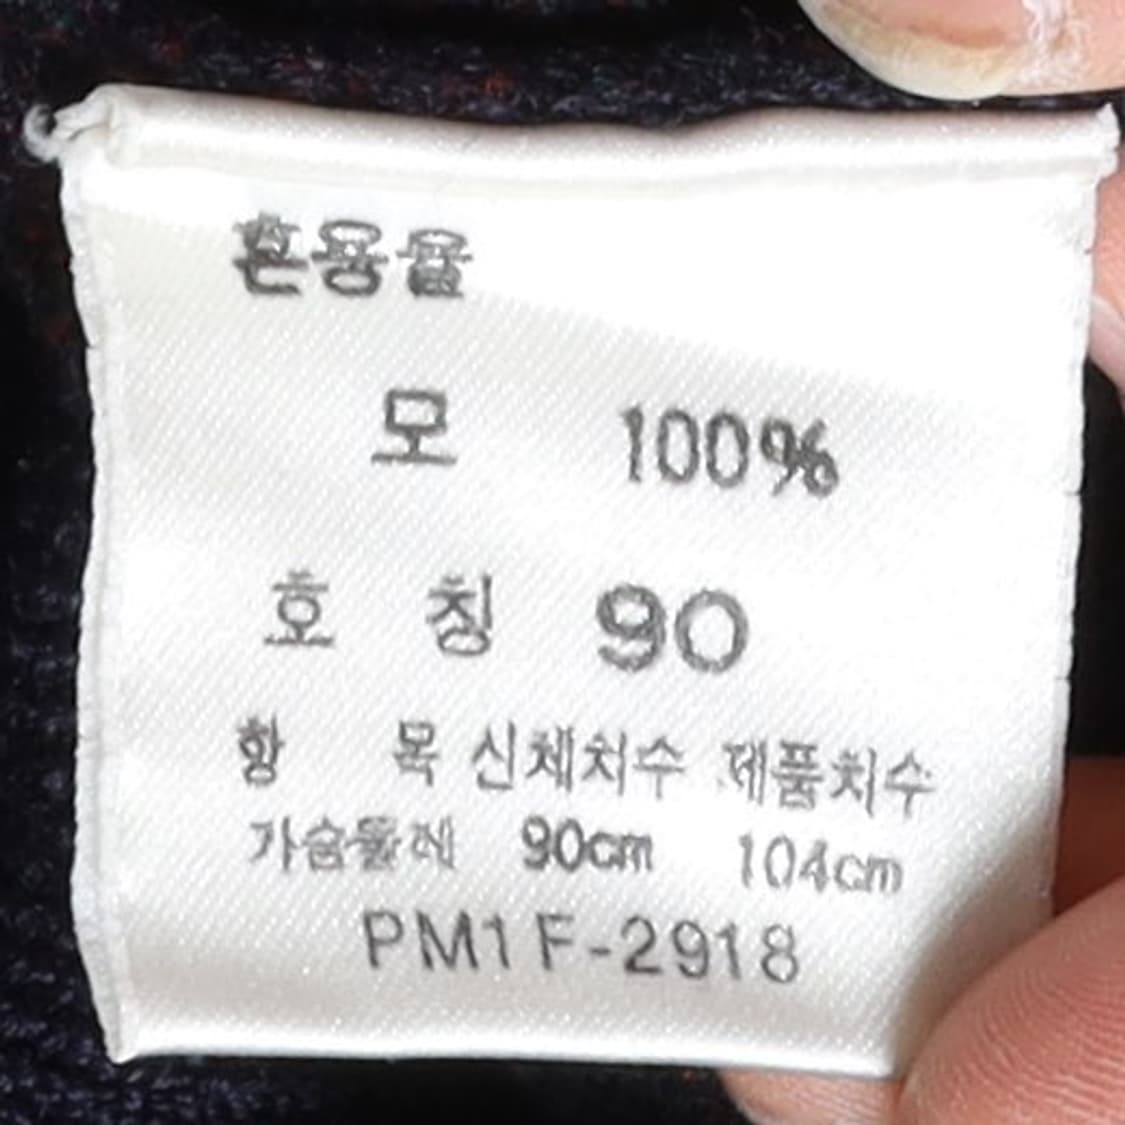 혼용율
모 100%
호 칭 90
항 목 신체치수 제품치수
가슴둘레 90cm 104cm
PM1F-2918